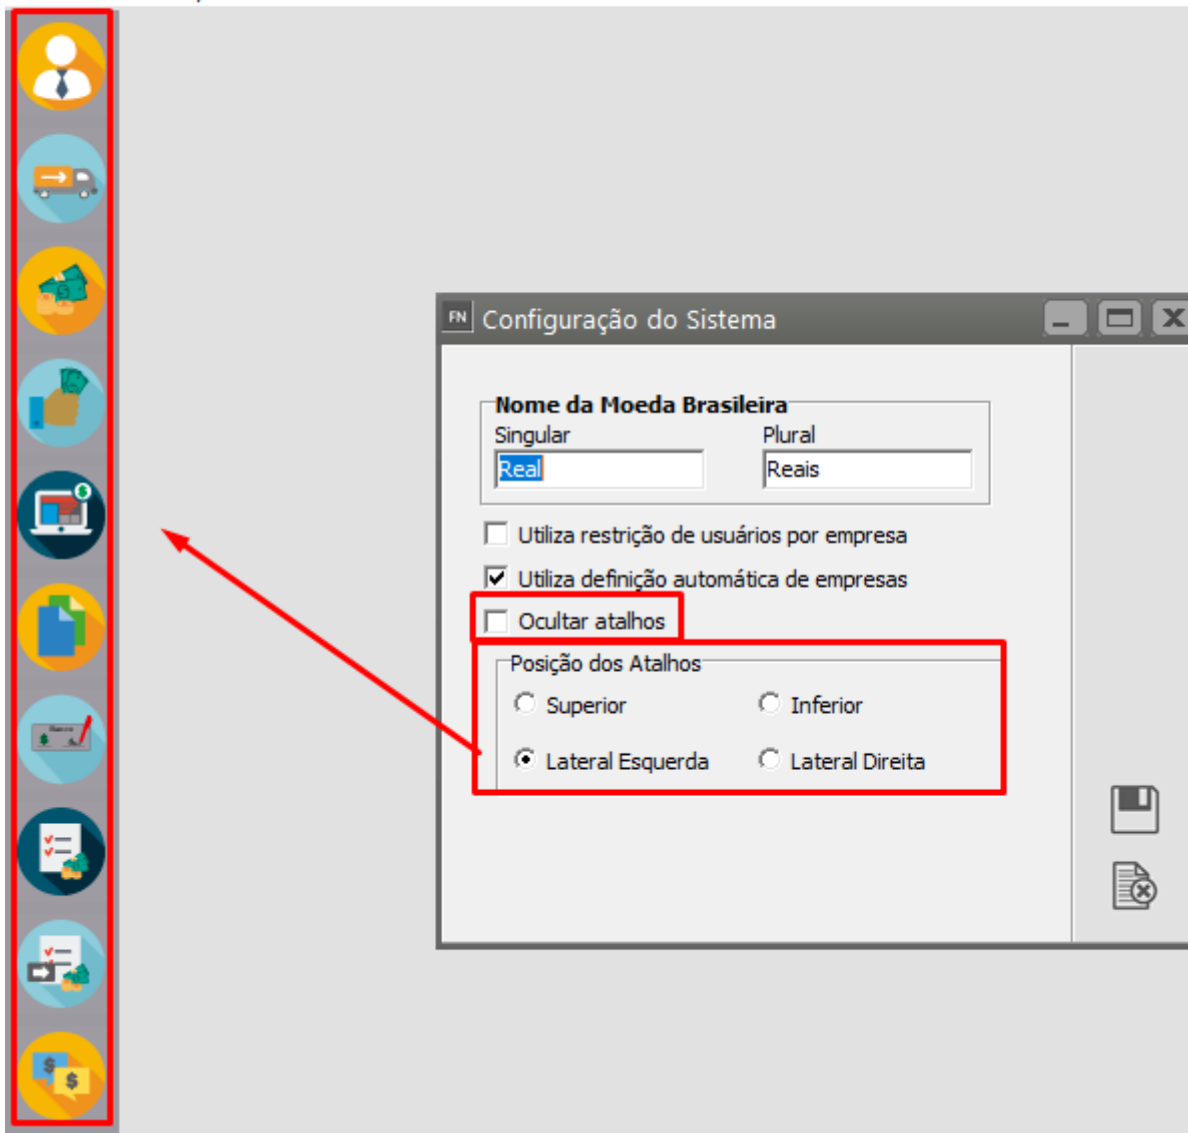 FN Configuração do Sistema
Nome da Moeda Brasileira
Singular Plural
Real Reais
Utiliza restrição de usuários por empresa
Utiliza definição automática de empresas
Ocultar atalhos
Posição dos Atalhos
Superior Inferior
Lateral Esquerda Lateral Direita